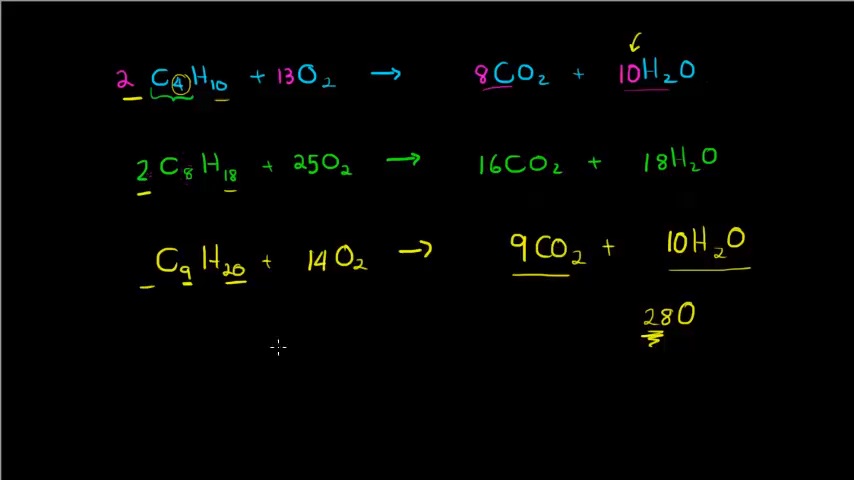 2 C₄H₁₀ + 13O₂ → 8CO₂ + 10H₂O
2C₈H₁₈ + 25O₂ → 16CO₂ + 18H₂O
C₉H₂₀ + 14O₂ → 9CO₂ + 10H₂O
28O